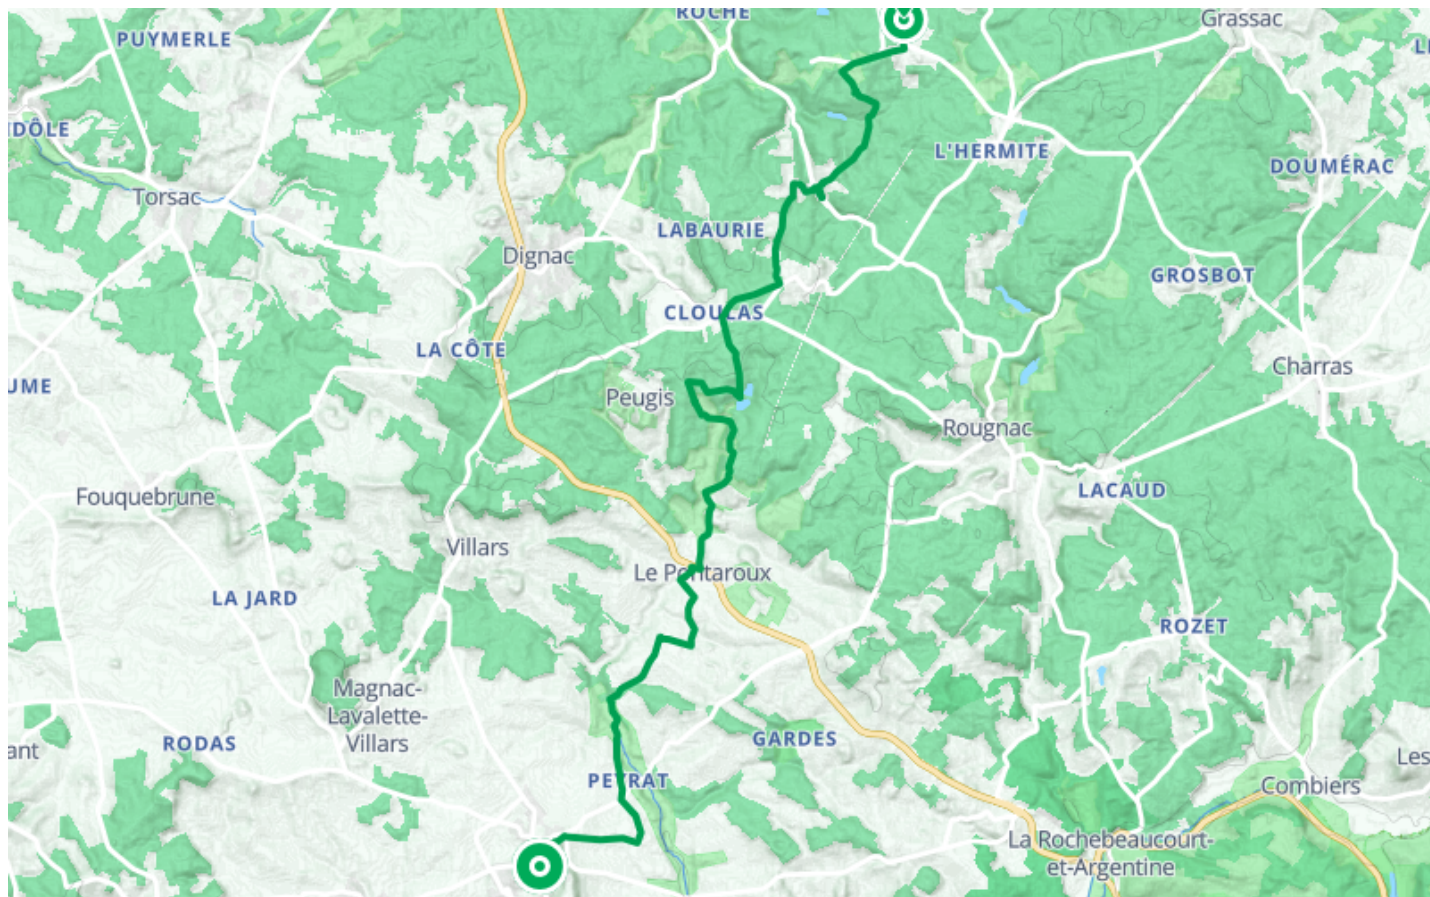 ROCHE
Grassac
PUYMERLE
IDÔLE
L'HERMITE
DOUMÉRAC
Torsac
LABAURIE
Dignac
GROSBOT
CLOULAS
LA CÔTE
Charras
UME
Peugis
Rougnac
Fouquebrune
LACAUD
Villars
Le Pontaroux
LA JARD
ROZET
Magnac-
Lavalette-
Villars
RODAS
GARDES
ant
Les
PEYRAT
Combiers
La Rochebeaucourt-
et-Argentine